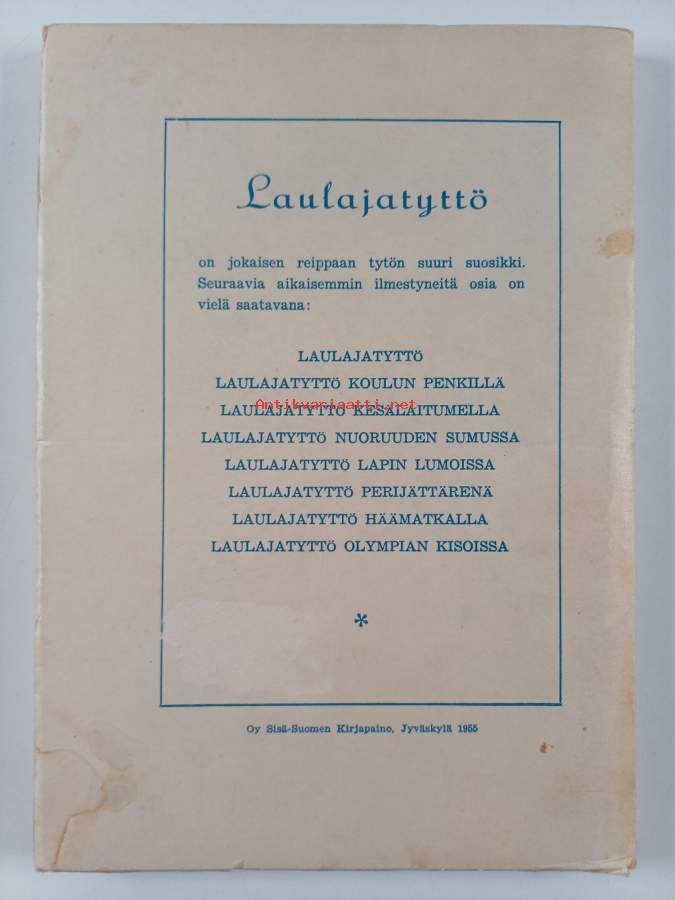 Laulajatyttö
on jokaisen reippaan tytön suuri suosikki.
Seuraavia aikaisemmin ilmestyneitä osia on
vielä saatavana:
LAULAJATYTTÖ
LAULAJATYTTÖ KOULUN PENKILLÄ
Antikvariaatti.net
LAULAJATYTTÖ KESÄLAITUMELLA
LAULAJATYTTÖ NUORUUDEN SUMUSSA
LAULAJATYTTÖ LAPIN LUMOISSA
LAULAJATYTTÖ PERIJÄTTÄRENÄ
LAULAJATYTTÖ HÄÄMATKALLA
LAULAJATYTTÖ OLYMPIAN KISOISSA
*
Oy Sisä-Suomen Kirjapaino, Jyväskylä 1955